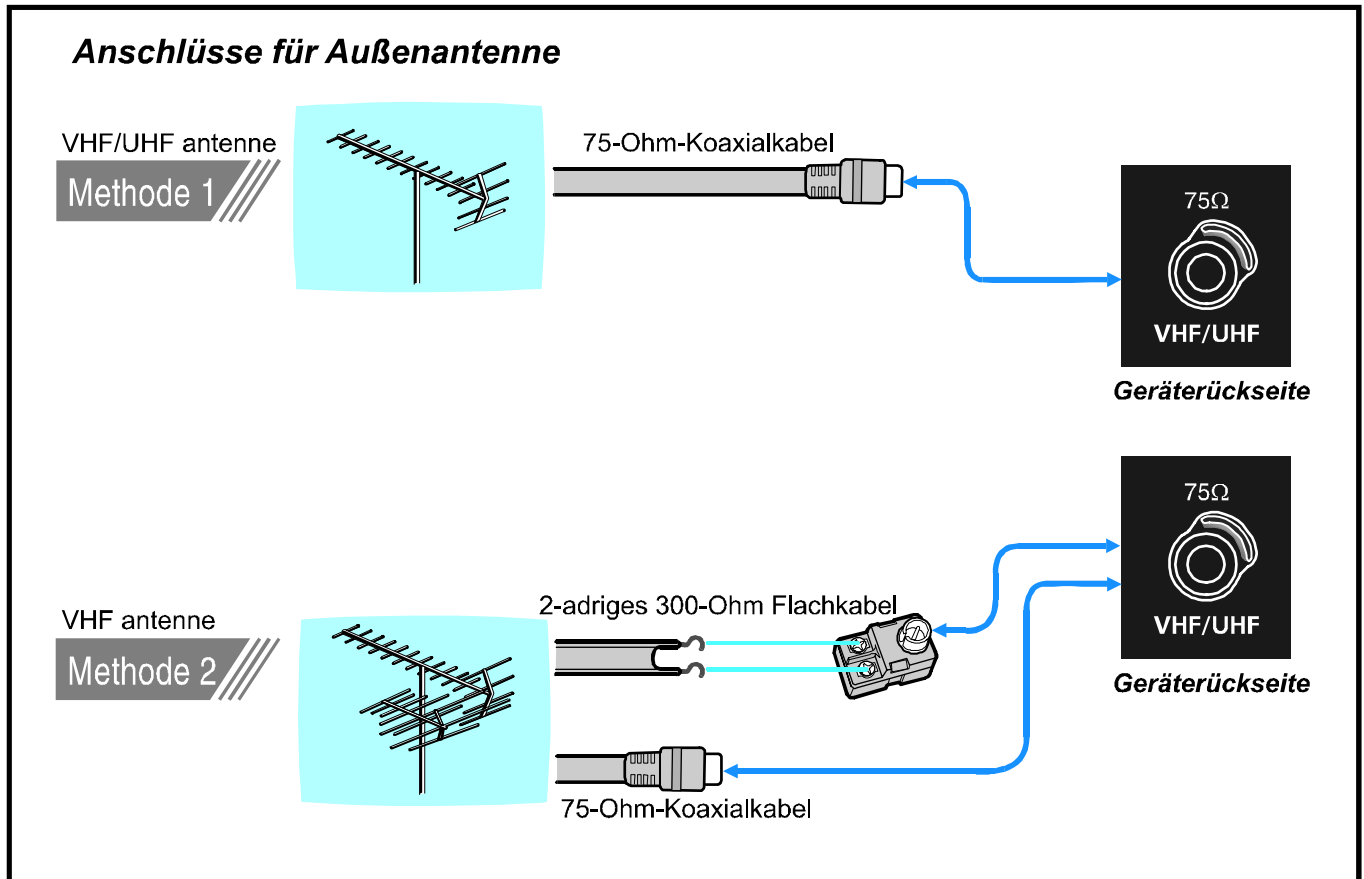 Anschlüsse für Außenantenne
VHF/UHF antenne
Methode 1
75-Ohm-Koaxialkabel
75Ω
VHF/UHF
Geräterückseite
VHF antenne
Methode 2
2-adriges 300-Ohm Flachkabel
75-Ohm-Koaxialkabel
75Ω
VHF/UHF
Geräterückseite